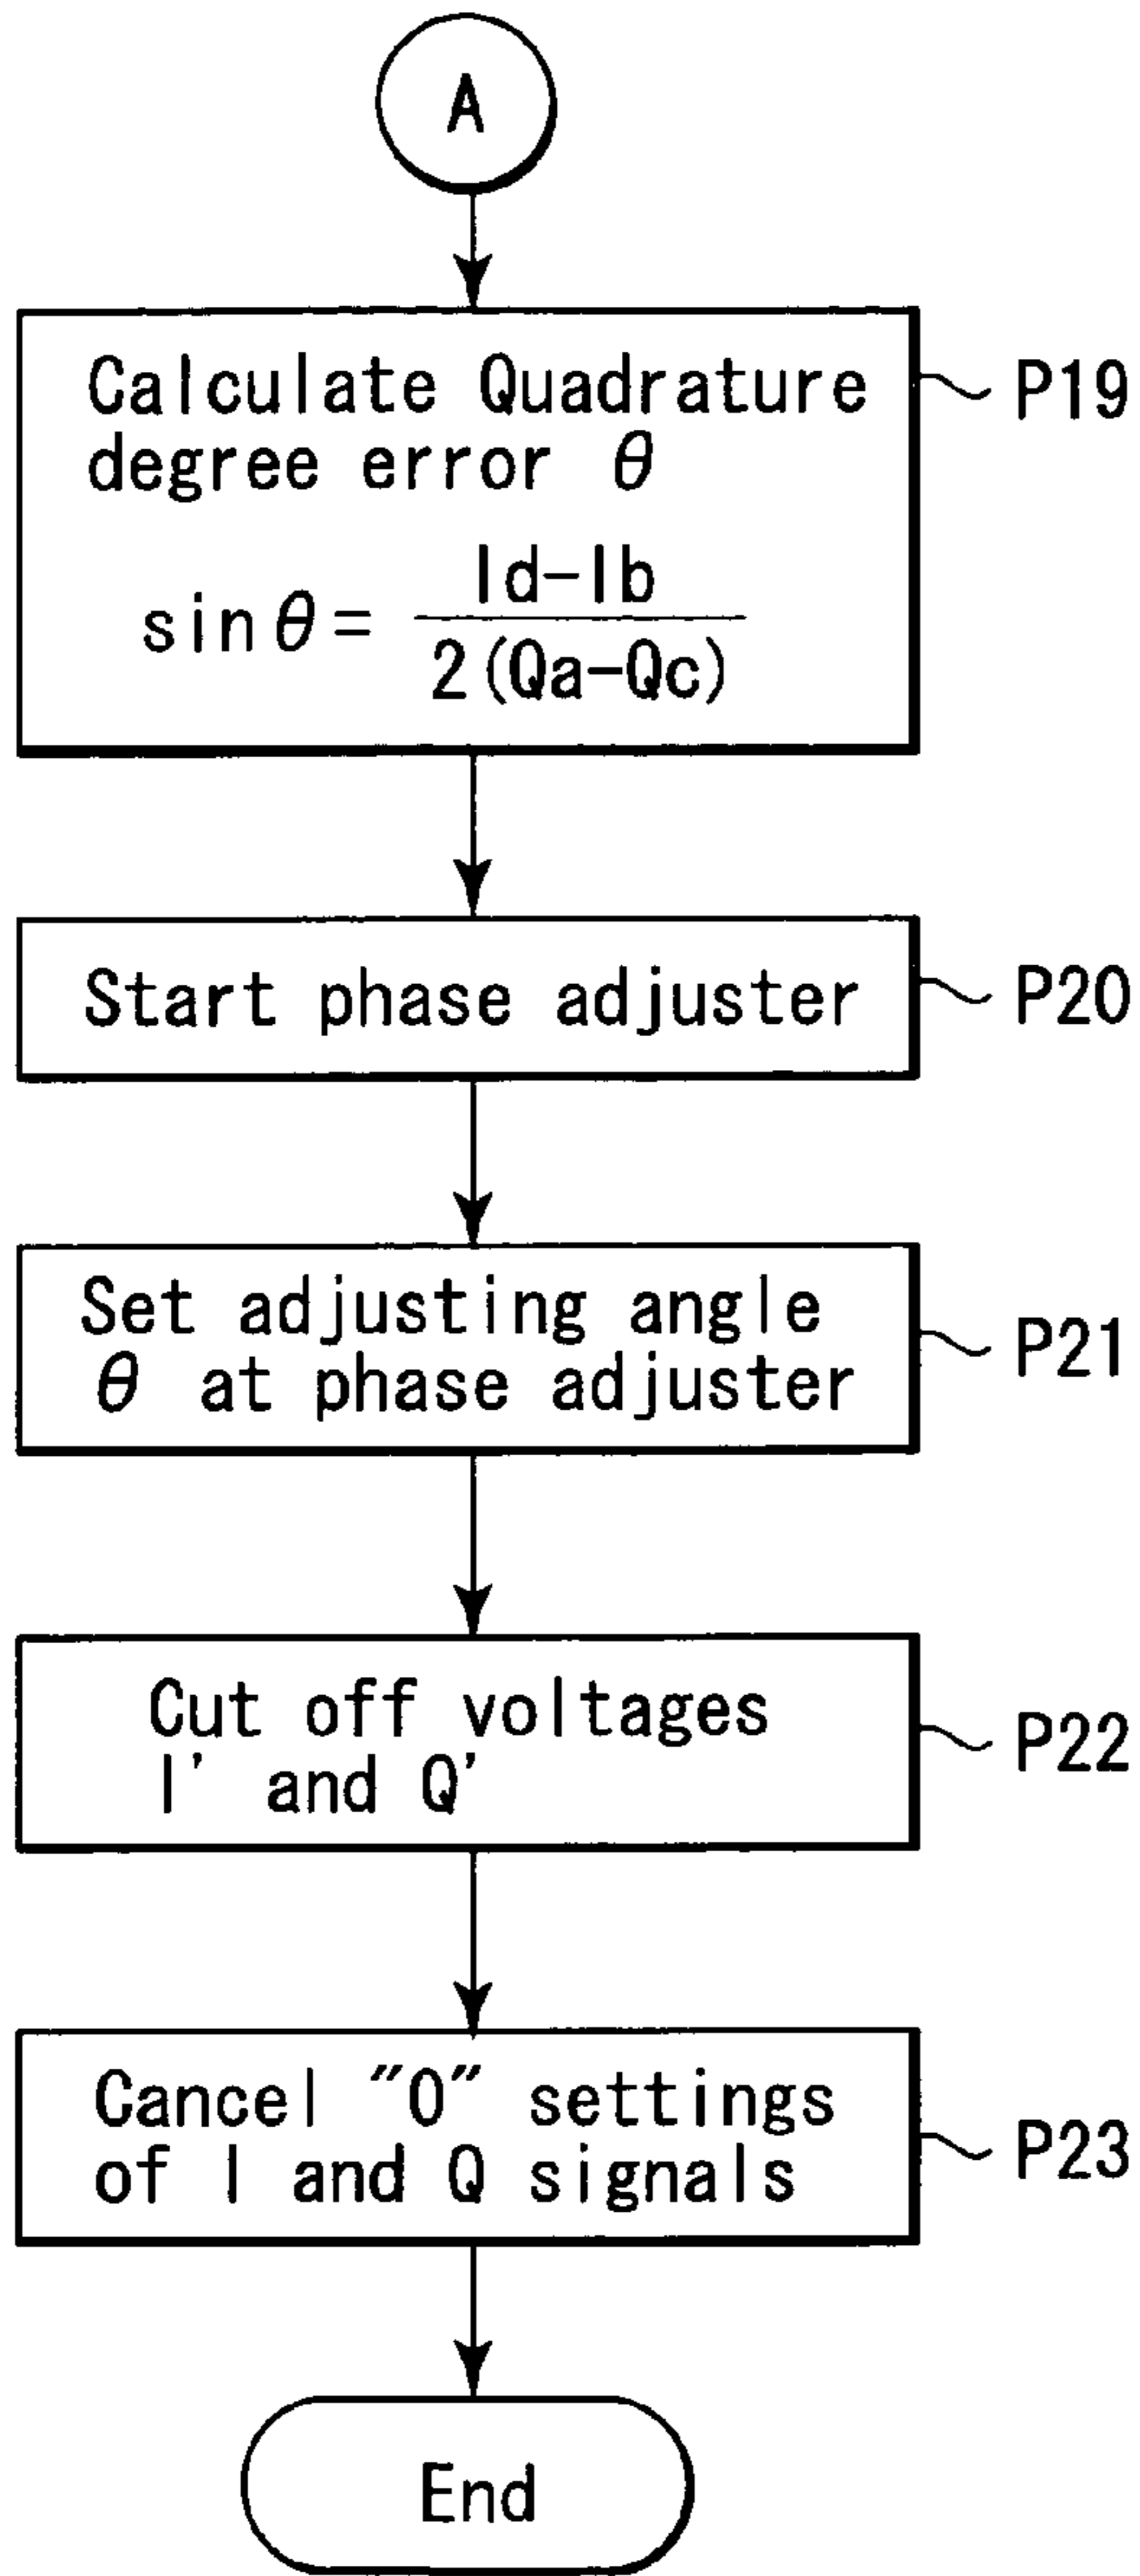 A
Calculate Quadrature
P19
degree error θ
sin θ = Id-Ib / 2(Qa-Qc)
Start phase adjuster
P20
Set adjusting angle
P21
θ at phase adjuster
Cut off voltages
P22
I' and Q'
Cancel "0" settings
P23
of I and Q signals
End